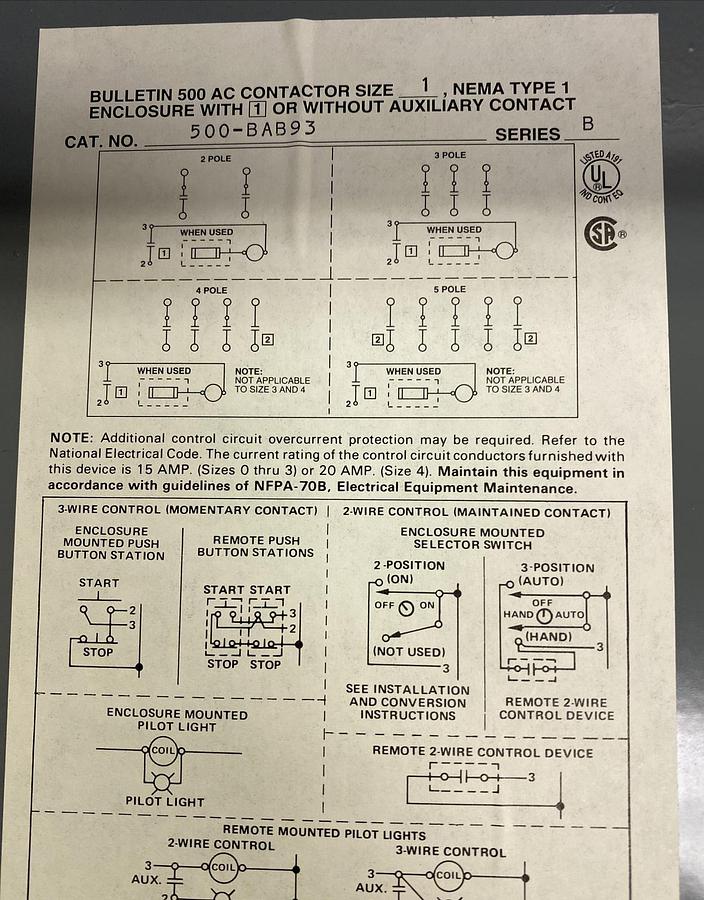 BULLETIN 500 AC CONTACTOR SIZE 1, NEMA TYPE 1
ENCLOSURE WITH 1 OR WITHOUT AUXILIARY CONTACT
CAT. NO. 500-BAB93 SERIES B
LISTED A191
UL ®
IND CONT EQ
SA ®
2 POLE
3
WHEN USED
1
2
3 POLE
3
WHEN USED
1
2
4 POLE
2
3
WHEN USED
1
2
NOTE:
NOT APPLICABLE
TO SIZE 3 AND 4
5 POLE
2 2
3
WHEN USED
1
2
NOTE:
NOT APPLICABLE
TO SIZE 3 AND 4
NOTE: Additional control circuit overcurrent protection may be required. Refer to the
National Electrical Code. The current rating of the control circuit conductors furnished with
this device is 15 AMP. (Sizes 0 thru 3) or 20 AMP. (Size 4). Maintain this equipment in
accordance with guidelines of NFPA-70B, Electrical Equipment Maintenance.
3-WIRE CONTROL (MOMENTARY CONTACT)
ENCLOSURE
MOUNTED PUSH
BUTTON STATION
START
2
3
STOP
REMOTE PUSH
BUTTON STATIONS
START START
3
2
STOP STOP
2-WIRE CONTROL (MAINTAINED CONTACT)
ENCLOSURE MOUNTED
SELECTOR SWITCH
2-POSITION
(ON)
OFF ON
(NOT USED)
3
SEE INSTALLATION
AND CONVERSION
INSTRUCTIONS
3-POSITION
(AUTO)
OFF
HAND AUTO
(HAND)
3
REMOTE 2-WIRE
CONTROL DEVICE
ENCLOSURE MOUNTED
PILOT LIGHT
COIL
PILOT LIGHT
REMOTE 2-WIRE CONTROL DEVICE
3
REMOTE MOUNTED PILOT LIGHTS
2-WIRE CONTROL
3 COIL
AUX.
2
3-WIRE CONTROL
3 COIL
AUX.